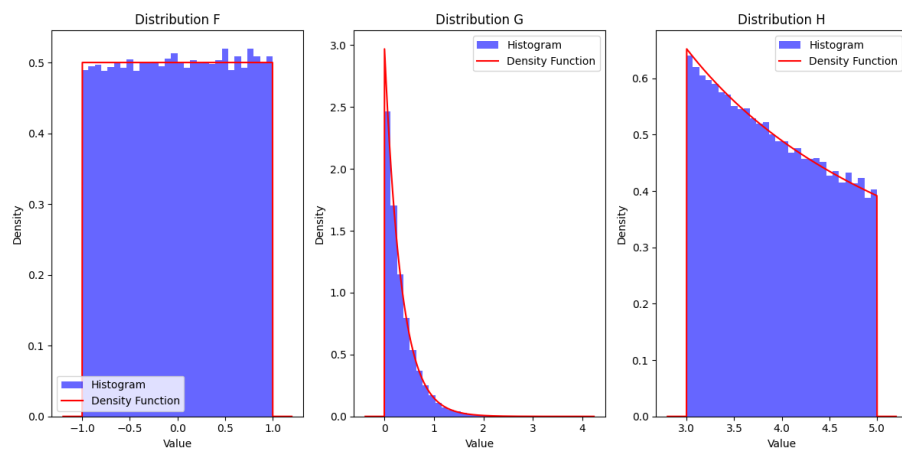 Distribution F
0.5
0.4
0.3
0.2
0.1
0.0
Density
Histogram
Density Function
−1.0
−0.5
0.0
0.5
1.0
Value
Distribution G
3.0
2.5
2.0
1.5
1.0
0.5
0.0
Density
Histogram
Density Function
0
1
2
3
4
Value
Distribution H
0.6
0.5
0.4
0.3
0.2
0.1
0.0
Density
Histogram
Density Function
3.0
3.5
4.0
4.5
5.0
Value